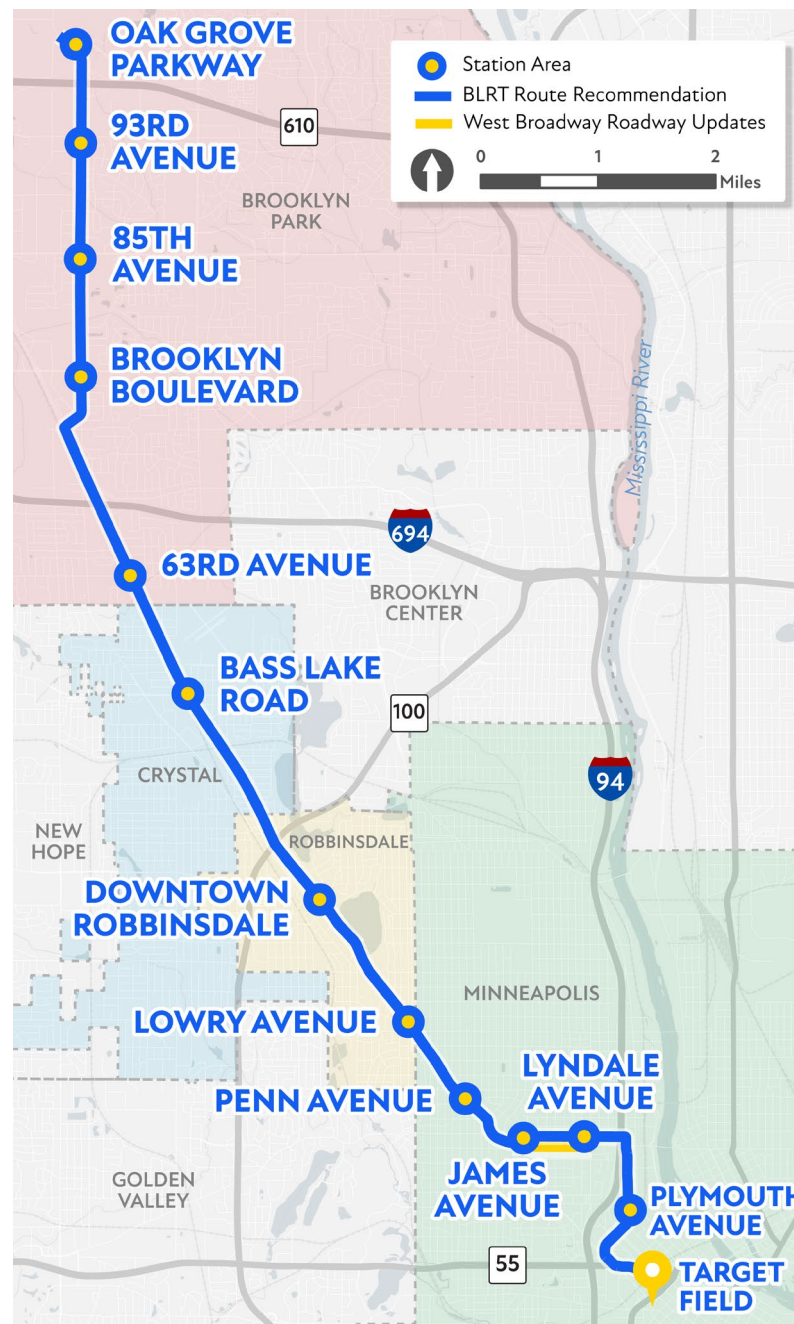 OAK GROVE
PARKWAY
Station Area
BLRT Route Recommendation
West Broadway Roadway Updates
0 1 2
Miles
93RD
AVENUE
610
BROOKLYN
PARK
85TH
AVENUE
BROOKLYN
BOULEVARD
Mississippi River
694
63RD AVENUE
BROOKLYN
CENTER
BASS LAKE
ROAD
100
CRYSTAL
94
NEW
HOPE
ROBBINSDALE
DOWNTOWN
ROBBINSDALE
MINNEAPOLIS
LOWRY AVENUE
LYNDALE
AVENUE
PENN AVENUE
JAMES
AVENUE
GOLDEN
VALLEY
PLYMOUTH
AVENUE
55
TARGET
FIELD